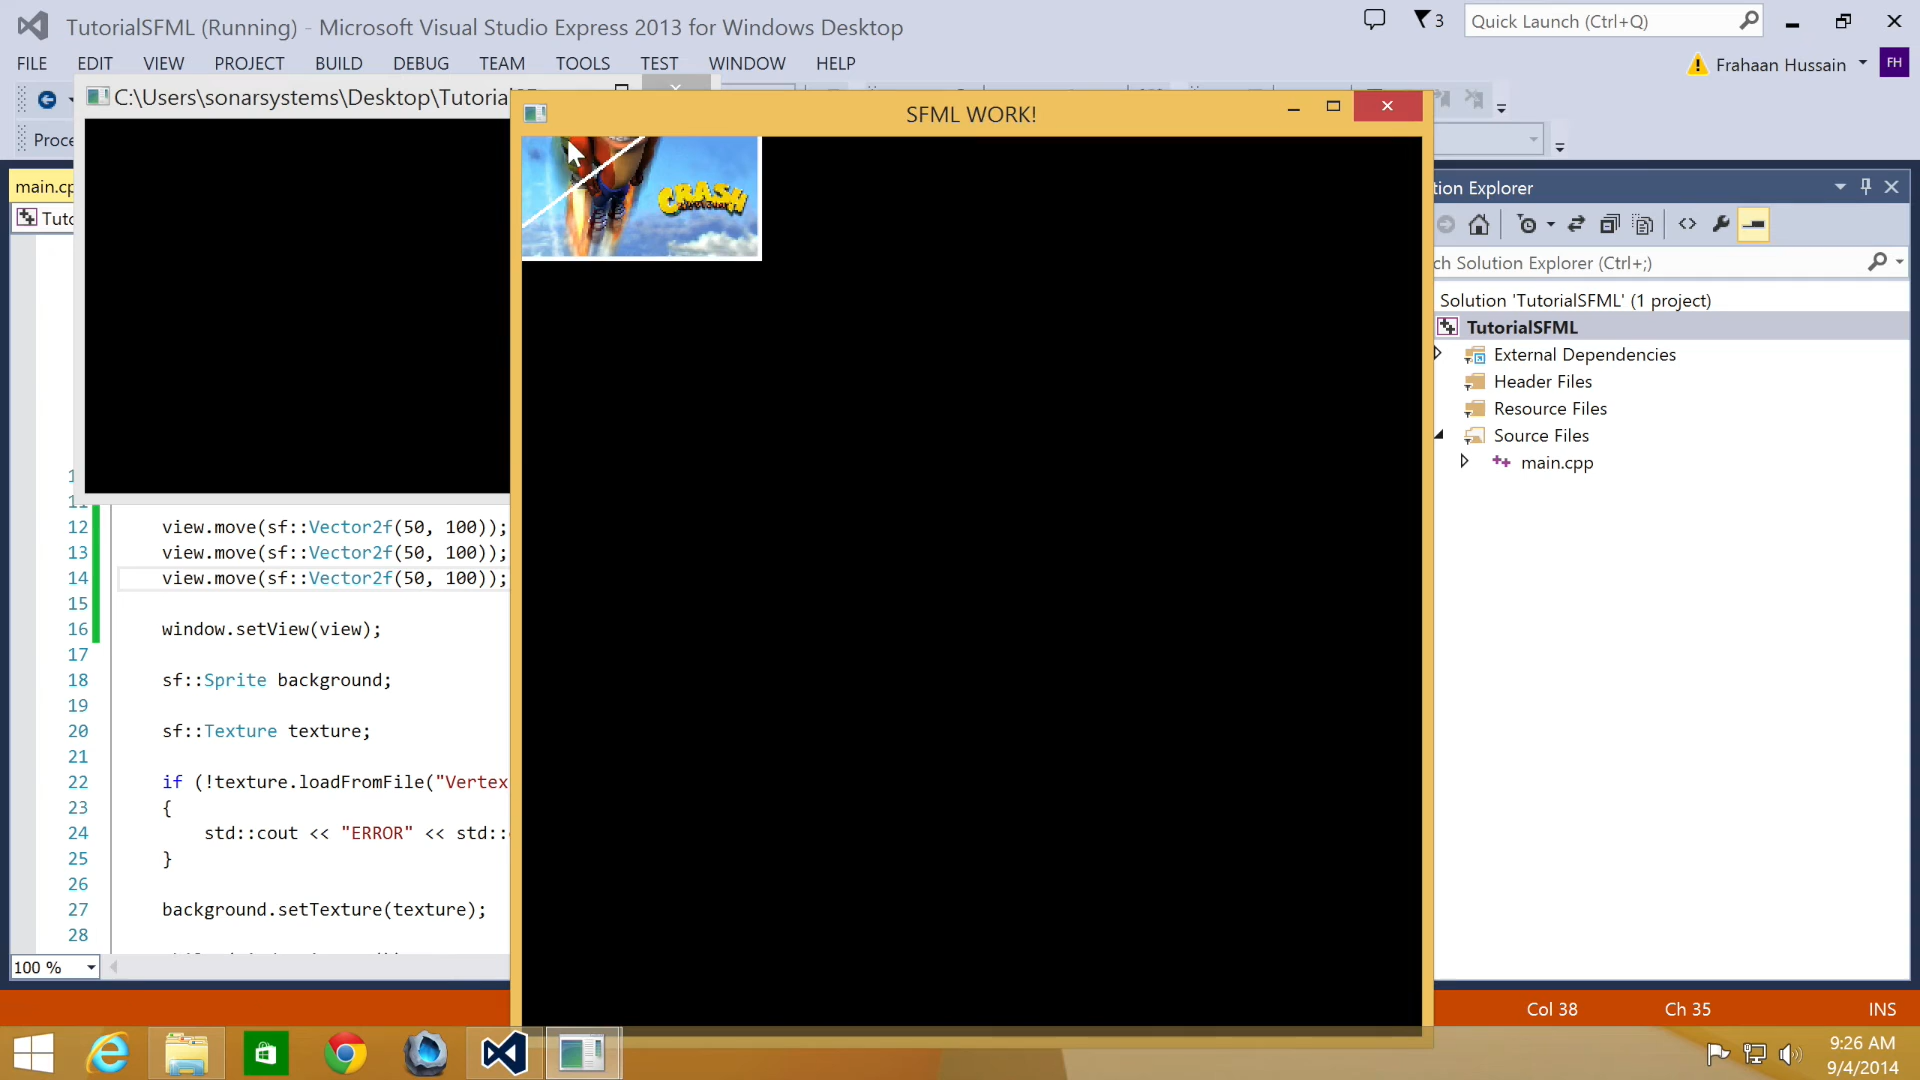 TutorialSFML (Running) - Microsoft Visual Studio Express 2013 for Windows Desktop
3
Quick Launch (Ctrl+Q)
FILE EDIT VIEW PROJECT BUILD DEBUG TEAM TOOLS TEST WINDOW HELP
Frahaan Hussain
FH
C:\Users\sonarsystems\Desktop\Tutorial
SFML WORK!
Proce
main.cp
Tuto
CRASH
tion Explorer
ch Solution Explorer (Ctrl+;)
Solution 'TutorialSFML' (1 project)
TutorialSFML
External Dependencies
Header Files
Resource Files
Source Files
main.cpp
11
12 view.move(sf::Vector2f(50, 100));
13 view.move(sf::Vector2f(50, 100));
14 view.move(sf::Vector2f(50, 100));
15
16 window.setView(view);
17
18 sf::Sprite background;
19
20 sf::Texture texture;
21
22 if (!texture.loadFromFile("Vertex
23 {
24 std::cout << "ERROR" << std::
25 }
26
27 background.setTexture(texture);
28
100 %
Col 38 Ch 35 INS
9:26 AM
9/4/2014